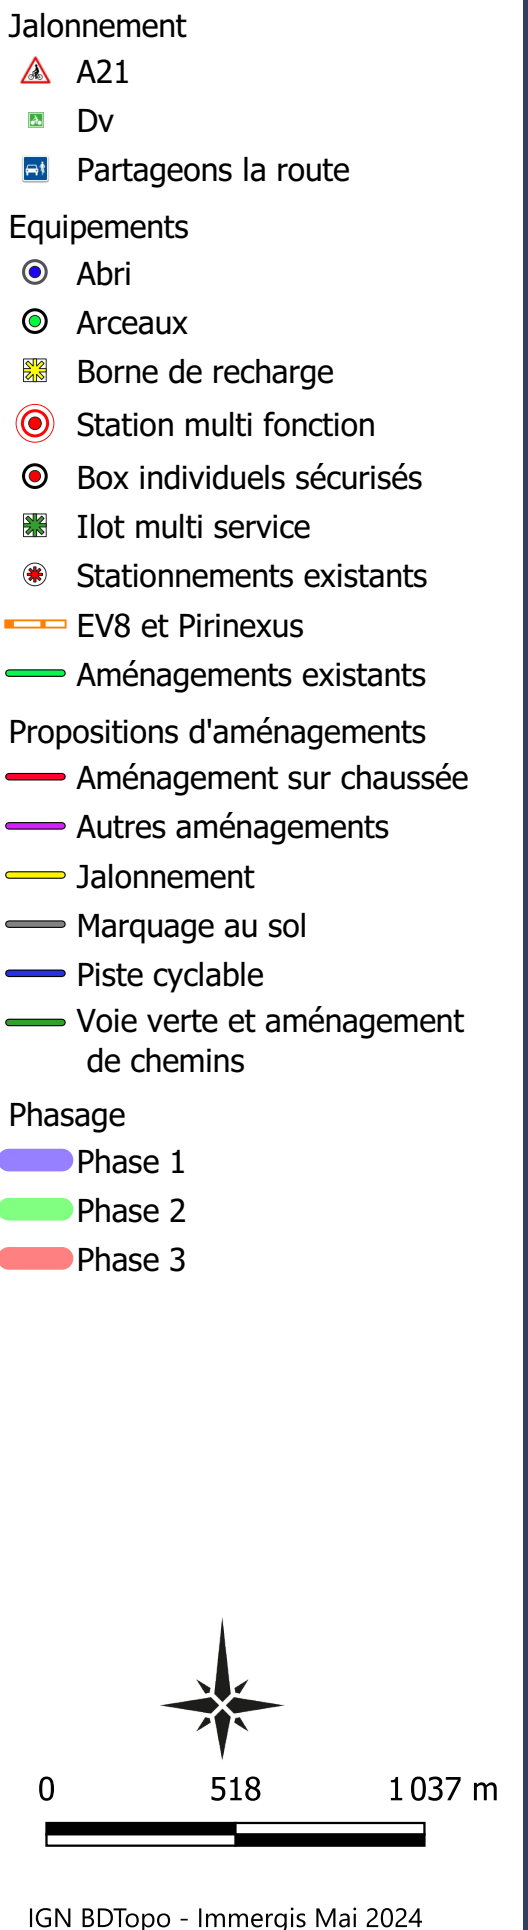 Jalonnement
A21
Dv
Partageons la route
Equipements
Abri
Arceaux
Borne de recharge
Station multi fonction
Box individuels sécurisés
Ilot multi service
Stationnements existants
EV8 et Pirinexus
Aménagements existants
Propositions d'aménagements
Aménagement sur chaussée
Autres aménagements
Jalonnement
Marquage au sol
Piste cyclable
Voie verte et aménagement
de chemins
Phasage
Phase 1
Phase 2
Phase 3
0 518 1 037 m
IGN BDTopo - Immergis Mai 2024